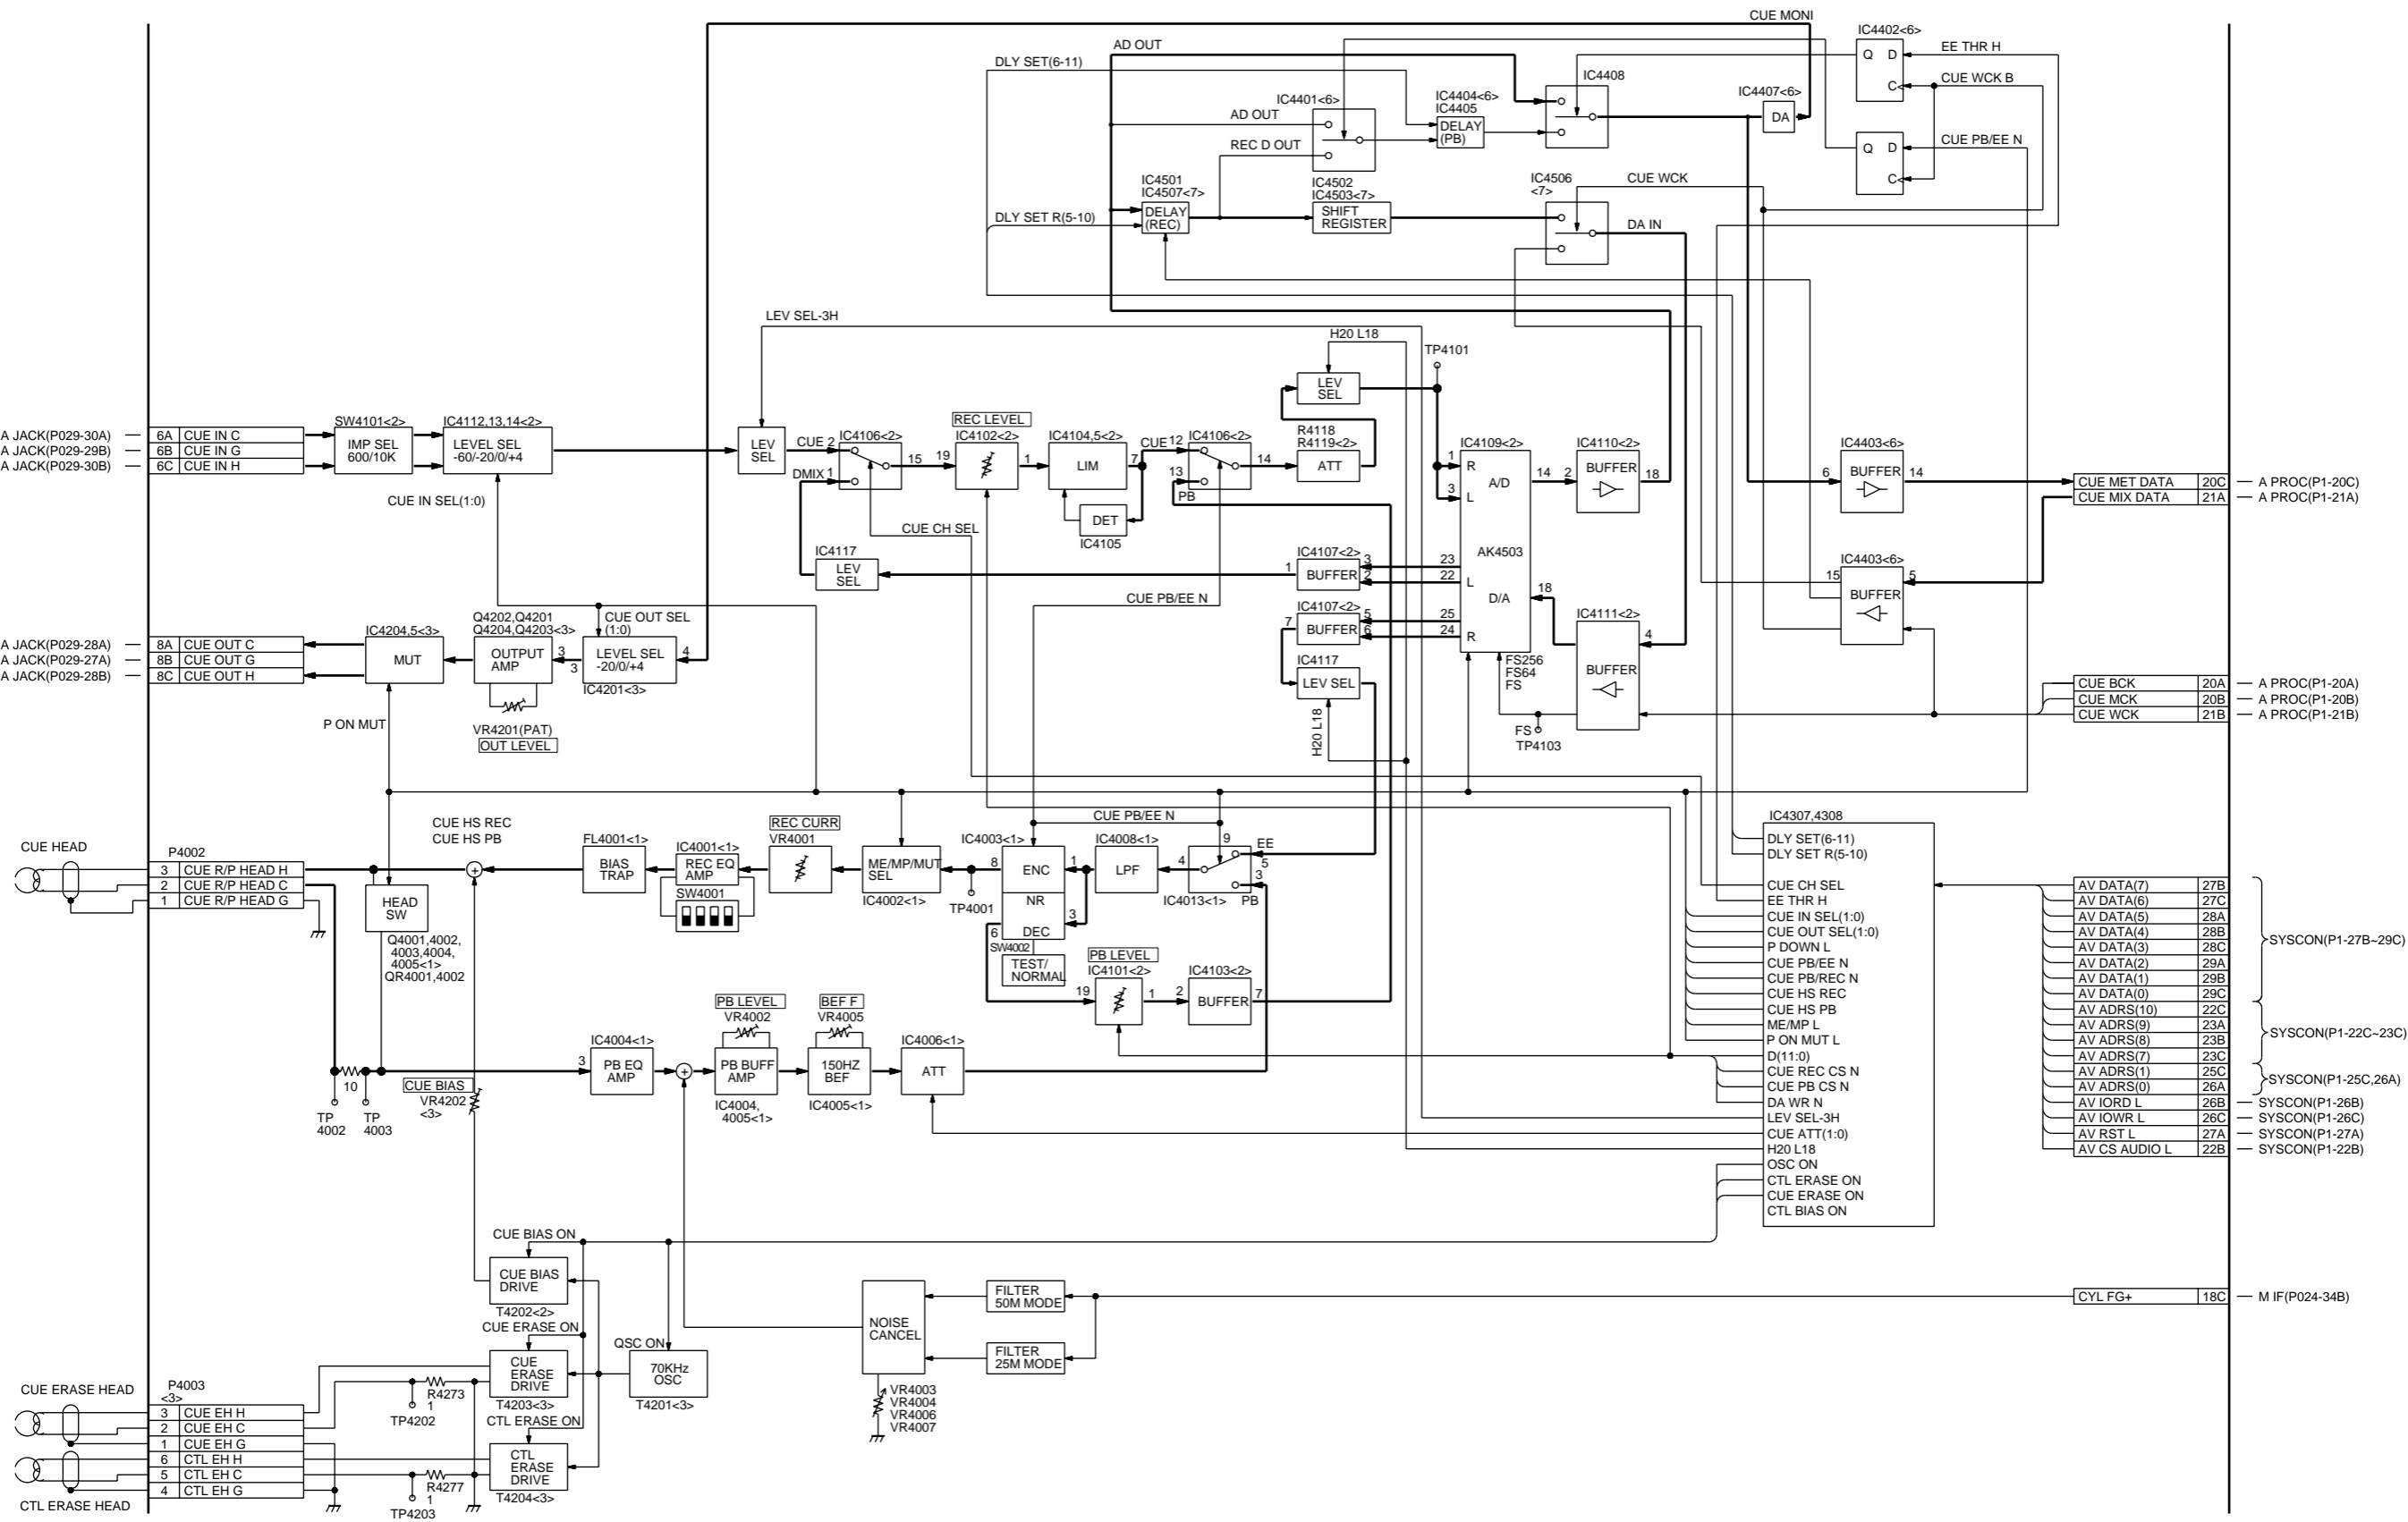 CUE MONI
IC4402<6>
AD OUT
EE THR H
Q D
DLY SET(6-11)
IC4408
CUE WCK B
C
IC4407<6>
IC4404<6>
IC4405
IC4401<6>
DA
AD OUT
DELAY
(PB)
CUE PB/EE N
REC D OUT
Q D
C
IC4501
IC4507<7>
IC4502
IC4503<7>
IC4506
<7>
CUE WCK
DELAY
(REC)
SHIFT
REGISTER
DLY SET R(5-10)
DA IN
LEV SEL-3H
H20 L18
TP4101
LEV
SEL
REC LEVEL
SW4101<2>
IC4112,13,14<2>
A JACK(P029-30A) 6A CUE IN C
A JACK(P029-29B) 6B CUE IN G
A JACK(P029-30B) 6C CUE IN H
IMP SEL
600/10K
LEVEL SEL
-60/-20/0/+4
LEV
SEL
CUE 2
DMIX 1
IC4106<2>
15
19
IC4102<2>
1
IC4104,5<2>
LIM
7
CUE 12
IC4106<2>
13
PB
14
R4118
R4119<2>
ATT
IC4109<2>
1 R
3 L
A/D
14
2
IC4110<2>
BUFFER
18
IC4403<6>
6
BUFFER
14
CUE MET DATA 20C A PROC(P1-20C)
CUE MIX DATA 21A A PROC(P1-21A)
CUE IN SEL(1:0)
DET
IC4105
CUE CH SEL
IC4117
LEV
SEL
IC4107<2>
1
BUFFER
3
2
23
22 L
AK4503
D/A
18
IC4403<6>
15
BUFFER
5
CUE PB/EE N
IC4107<2>
7
BUFFER
5
6
25
24 R
IC4111<2>
4
BUFFER
CUE OUT SEL
(1:0)
Q4202,Q4201
Q4204,Q4203<3>
IC4204,5<3>
A JACK(P029-28A) 8A CUE OUT C
A JACK(P029-27A) 8B CUE OUT G
A JACK(P029-28B) 8C CUE OUT H
MUT
OUTPUT
AMP
3
3
LEVEL SEL
-20/0/+4
4
IC4201<3>
IC4117
LEV SEL
FS256
FS64
FS
CUE BCK 20A A PROC(P1-20A)
CUE MCK 20B A PROC(P1-20B)
CUE WCK 21B A PROC(P1-21B)
P ON MUT
VR4201(PAT)
OUT LEVEL
H20 L18
FS
TP4103
CUE HEAD
P4002
3 CUE R/P HEAD H
2 CUE R/P HEAD C
1 CUE R/P HEAD G
CUE HS REC
CUE HS PB
HEAD
SW
Q4001,4002,
4003,4004,
4005<1>
QR4001,4002
FL4001<1>
BIAS
TRAP
IC4001<1>
REC EQ
AMP
SW4001
REC CURR
VR4001
ME/MP/MUT
SEL
IC4002<1>
TP4001
IC4003<1>
8
ENC
1
NR
3
DEC
6
SW4002
TEST/
NORMAL
CUE PB/EE N
IC4008<1>
LPF
4
9
EE
5
3
PB
IC4013<1>
PB LEVEL
IC4101<2>
19
1
2
IC4103<2>
BUFFER
7
IC4307,4308
DLY SET(6-11)
DLY SET R(5-10)
CUE CH SEL
EE THR H
CUE IN SEL(1:0)
CUE OUT SEL(1:0)
P DOWN L
CUE PB/EE N
CUE PB/REC N
CUE HS REC
CUE HS PB
ME/MP L
P ON MUT L
D(11:0)
CUE REC CS N
CUE PB CS N
DA WR N
LEV SEL-3H
CUE ATT(1:0)
H20 L18
OSC ON
CTL ERASE ON
CUE ERASE ON
CTL BIAS ON
AV DATA(7) 27B
AV DATA(6) 27C
AV DATA(5) 28A
AV DATA(4) 28B
AV DATA(3) 28C
AV DATA(2) 29A
AV DATA(1) 29B
AV DATA(0) 29C
SYSCON(P1-27B~29C)
AV ADRS(10) 22C
AV ADRS(9) 23A
AV ADRS(8) 23B
AV ADRS(7) 23C
SYSCON(P1-22C~23C)
AV ADRS(1) 25C
AV ADRS(0) 26A
SYSCON(P1-25C,26A)
AV IORD L 26B SYSCON(P1-26B)
AV IOWR L 26C SYSCON(P1-26C)
AV RST L 27A SYSCON(P1-27A)
AV CS AUDIO L 22B SYSCON(P1-22B)
10
TP
4002
TP
4003
CUE BIAS
VR4202
<3>
3
IC4004<1>
PB EQ
AMP
PB LEVEL
VR4002
PB BUFF
AMP
IC4004,
4005<1>
BEF F
VR4005
150HZ
BEF
IC4005<1>
IC4006<1>
ATT
CUE BIAS ON
CUE BIAS
DRIVE
T4202<2>
CUE ERASE ON
CUE
ERASE
DRIVE
T4203<3>
CTL ERASE ON
CTL
ERASE
DRIVE
T4204<3>
QSC ON
70KHz
OSC
T4201<3>
NOISE
CANCEL
VR4003
VR4004
VR4006
VR4007
FILTER
50M MODE
FILTER
25M MODE
CYL FG+ 18C M IF(P024-34B)
CUE ERASE HEAD
P4003
<3>
3 CUE EH H
2 CUE EH C
1 CUE EH G
6 CTL EH H
5 CTL EH C
4 CTL EH G
CTL ERASE HEAD
R4273
1
TP4202
R4277
1
TP4203